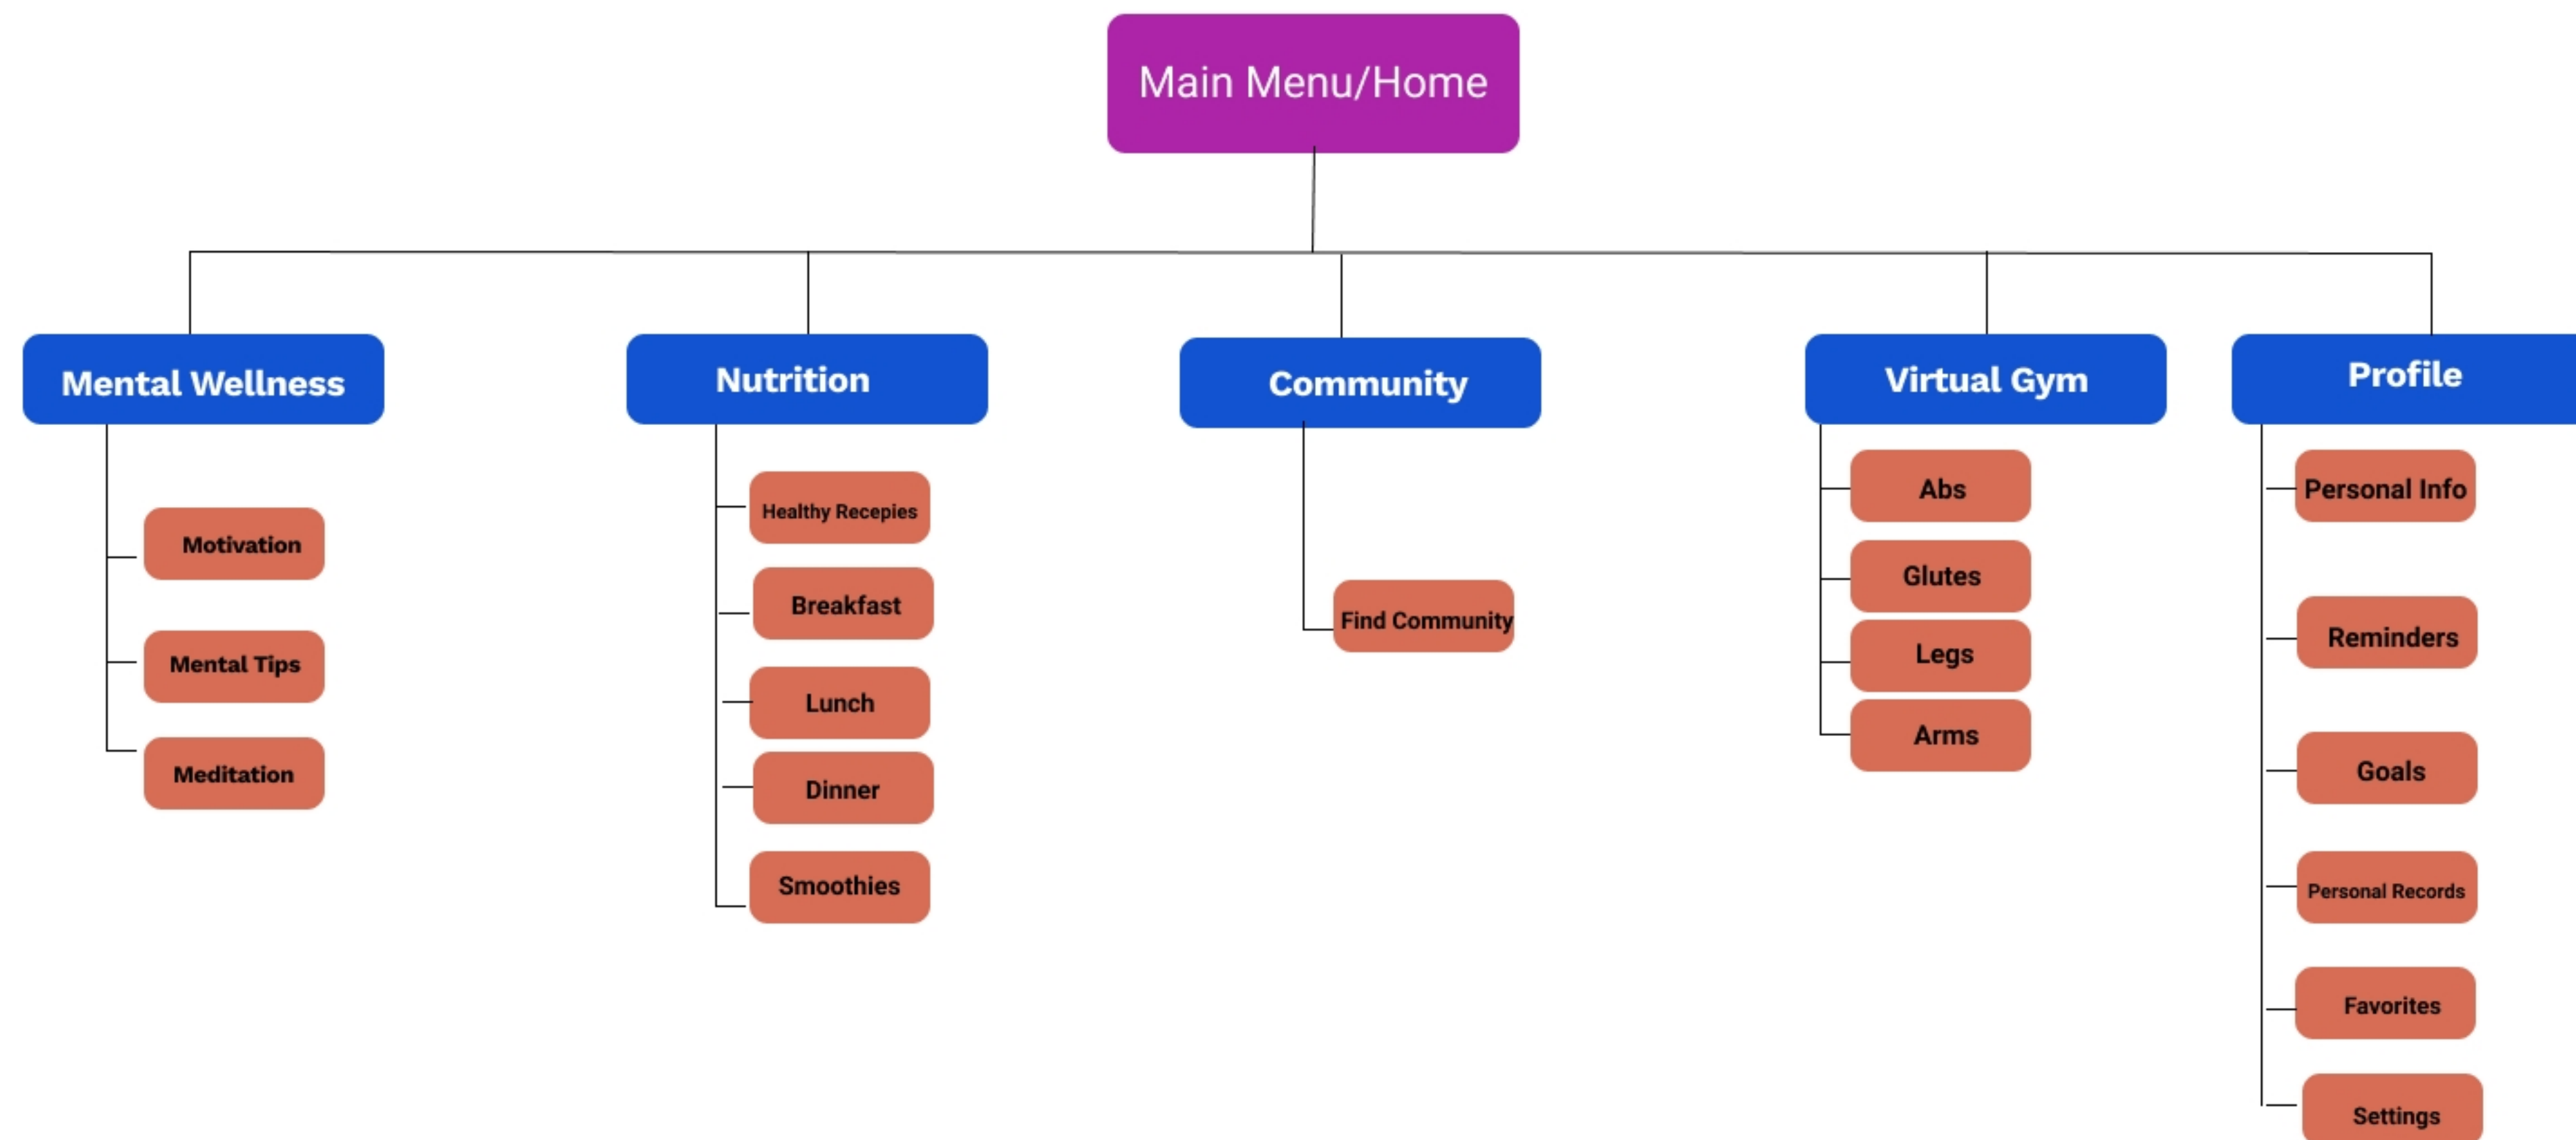 Main Menu/Home
Mental Wellness
Motivation
Mental Tips
Meditation
Nutrition
Healthy Recepies
Breakfast
Lunch
Dinner
Smoothies
Community
Find Community
Virtual Gym
Abs
Glutes
Legs
Arms
Profile
Personal Info
Reminders
Goals
Personal Records
Favorites
Settings